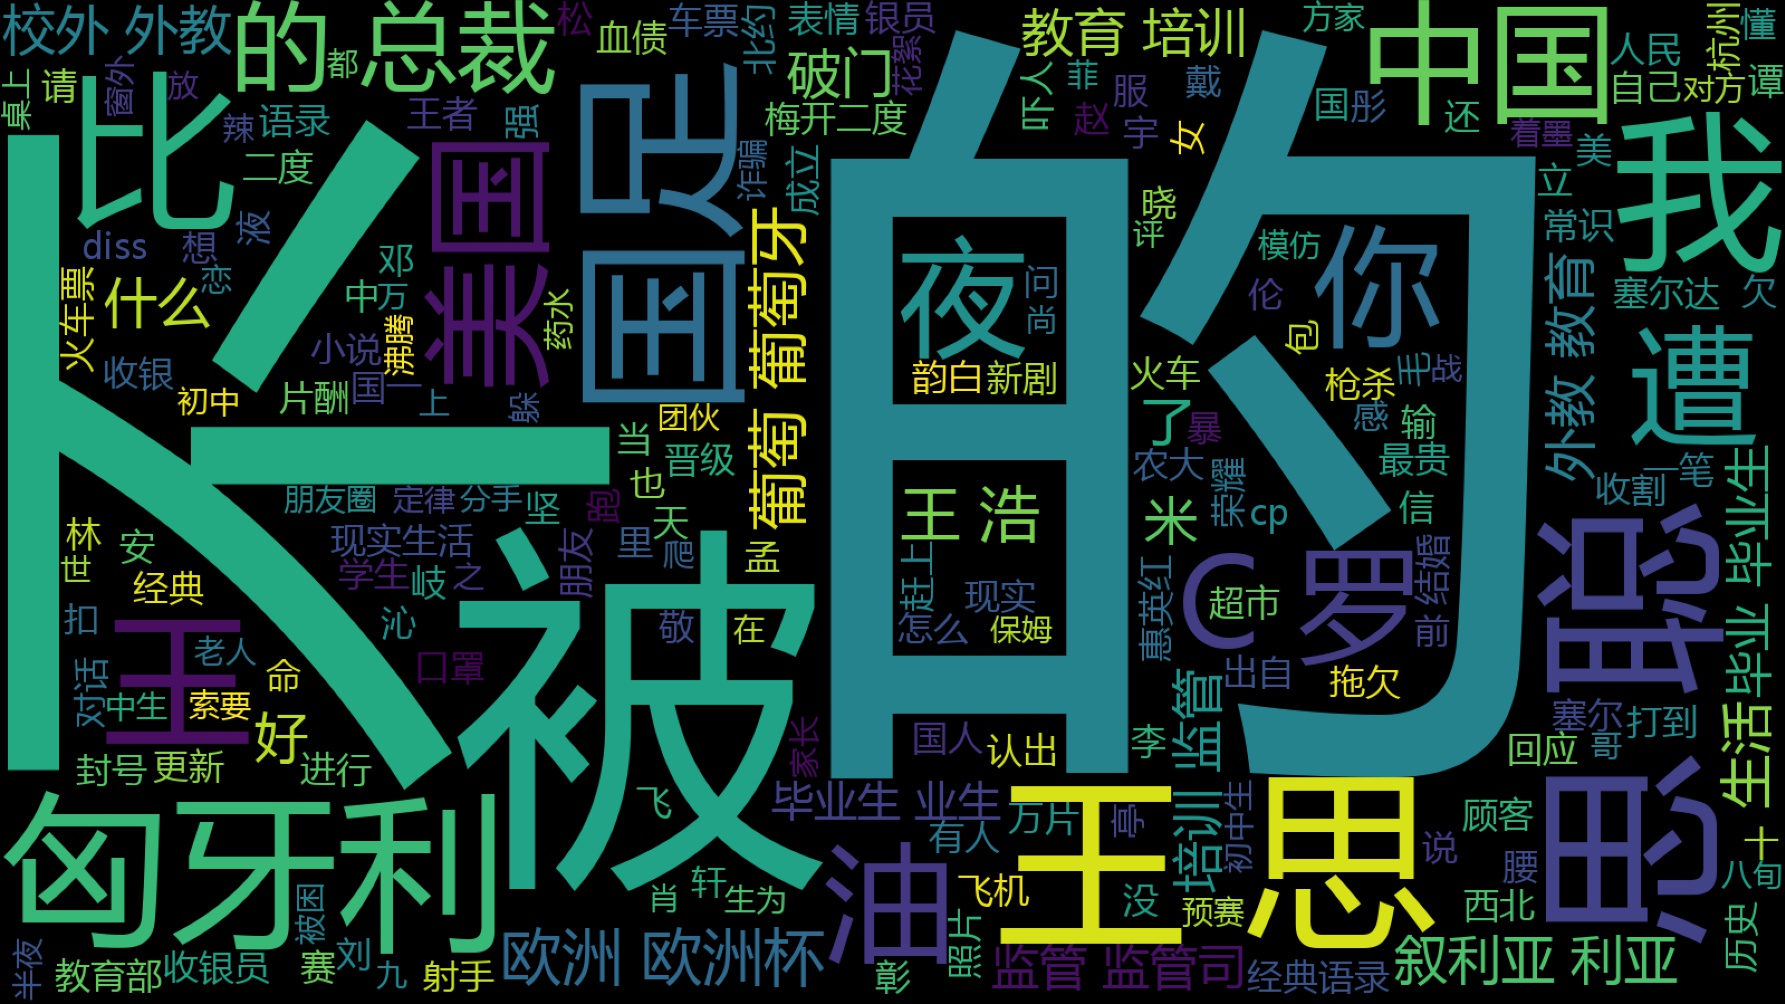 校外 外教
的 总裁
都
松
血债
车票
北约
表情
银员
破门
花絮
梅开二度
教育 培训
方家
中国
人民
杭州
懂
自己
对方
谭
桌上
请
窗外
放
比
辣
语录
二度
王者
强
美国
国足
诈骗
成立
吓人
菲
赵
服
宇
戴
女
国
彤
还
着墨
美
立
我
diss
想
液
恋
火车票
什么
收银
初中
邓
中
万
沸腾
小说
国一
片酬
上
躲
药水
葡萄 葡萄牙
的
夜
问
尚
韵白
新剧
晓
评
模仿
伦
你
包
枪杀
毛
战
火车
了
暴
感
输
最贵
常识
外教 教育
塞尔达
欠
遭
收割
一笔
长
团伙
当
晋级
也
天
朋友圈
定律
分手
坚
跑
现实生活
学生
岐
之
朋友
里
爬
孟
林
世
安
经典
扣
王
老人
对话
中生
索要
命
好
沁
口罩
被
敬
在
王 浩
赶上
现实
怎么
保姆
农大
荣耀
米
cp
信
惠英红
C 罗
超市
结婚
前
出自
拖欠
思聪
毕业 毕业生
塞尔
打到
哥
回应
生活
封号
更新
进行
家长
国人
认出
李
监管
飞
毕业生 业生
有人
万片
亭
培训
初中生
王 思
说
顾客
腰
十
八旬
匈牙利
被困
肖
轩
生为
油
飞机
没
预赛
西北
历史
半夜
教育部
收银员
赛
刘
九
射手
欧洲 欧洲杯
彰
照片
监管 监管司
经典语录
叙利亚 利亚